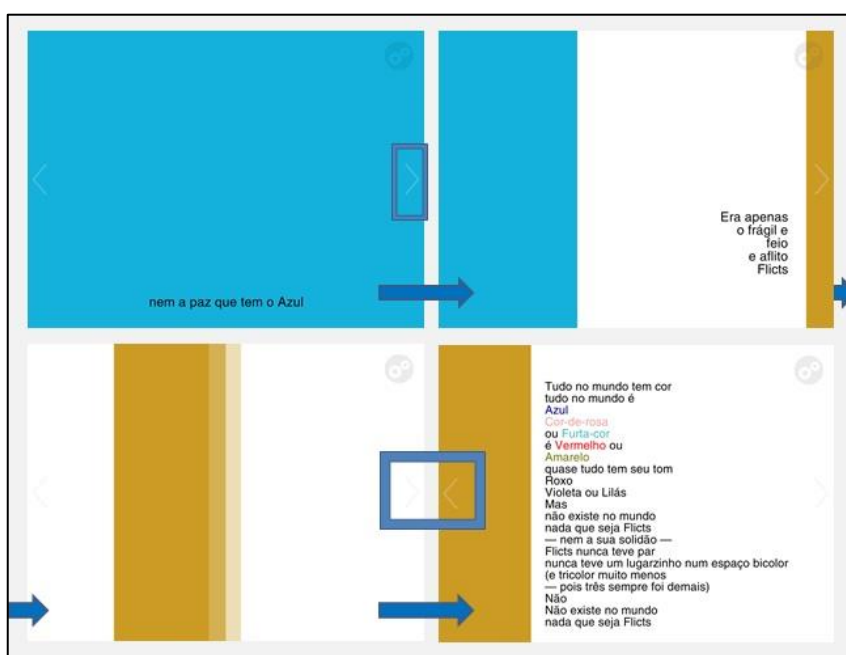 nem a paz que tem o Azul
Era apenas
o frágil e
feio
e aflito
Flicts
Tudo no mundo tem cor
tudo no mundo é
Azul
Cor-de-rosa
ou Furta-cor
é Vermelho ou
Amarelo
quase tudo tem seu tom
Roxo
Violeta ou Lilás
Mas
não existe no mundo
nada que seja Flicts
— nem a sua solidão —
Flicts nunca teve par
nunca teve um lugarzinho num espaço bicolor
(e tricolor muito menos
— pois três sempre foi demais)
Não
Não existe no mundo
nada que seja Flicts